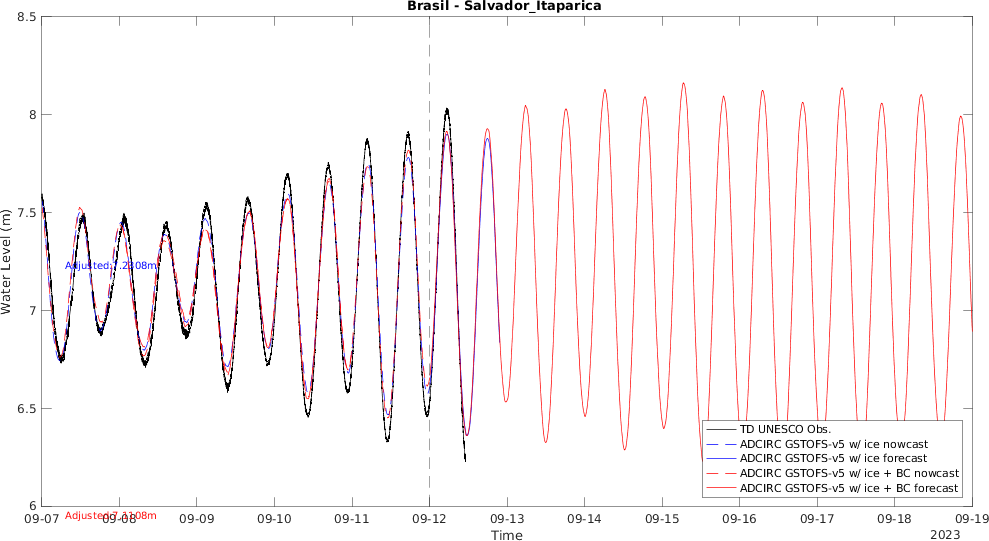 Brasil - Salvador_Itaparica
8.5
8
7.5
7
6.5
6
Water Level (m)
Adjusted:7.2308m
Adjusted:7.1108m
TD UNESCO Obs.
ADCIRC GSTOFS-v5 w/ ice nowcast
ADCIRC GSTOFS-v5 w/ ice forecast
ADCIRC GSTOFS-v5 w/ ice + BC nowcast
ADCIRC GSTOFS-v5 w/ ice + BC forecast
09-07 09-08 09-09 09-10 09-11 09-12 09-13 09-14 09-15 09-16 09-17 09-18 09-19
Time
2023